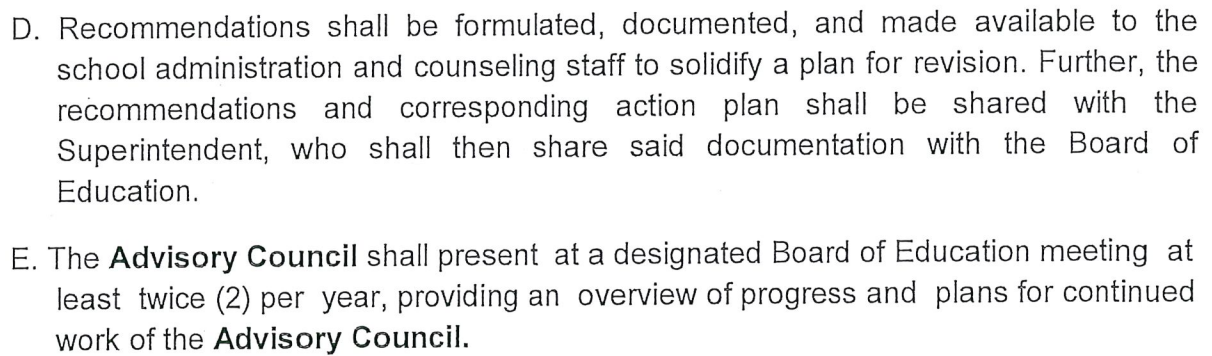 D. Recommendations shall be formulated, documented, and made available to the
school administration and counseling staff to solidify a plan for revision. Further, the
recommendations and corresponding action plan shall be shared with the
Superintendent, who shall then share said documentation with the Board of
Education.
E. The Advisory Council shall present at a designated Board of Education meeting at
least twice (2) per year, providing an overview of progress and plans for continued
work of the Advisory Council.